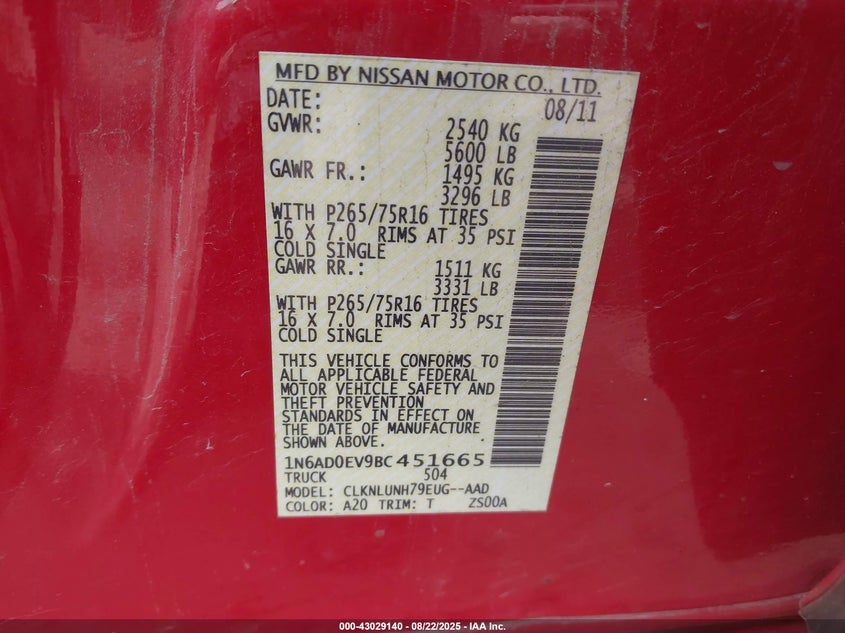 MFD BY NISSAN MOTOR CO., LTD.
DATE: 08/11
GVWR: 2540 KG
5600 LB
GAWR FR.: 1495 KG
3296 LB
WITH P265/75R16 TIRES
16 X 7.0 RIMS AT 35 PSI
COLD SINGLE
GAWR RR.: 1511 KG
3331 LB
WITH P265/75R16 TIRES
16 X 7.0 RIMS AT 35 PSI
COLD SINGLE
THIS VEHICLE CONFORMS TO
ALL APPLICABLE FEDERAL
MOTOR VEHICLE SAFETY AND
THEFT PREVENTION
STANDARDS IN EFFECT ON
THE DATE OF MANUFACTURE
SHOWN ABOVE.
1N6AD0EV9BC451665
TRUCK 504
MODEL: CLKNLUNH79EUG--AAD
COLOR: A20 TRIM: T ZS00A
000-43029140 - 08/22/2025 - IAA Inc.